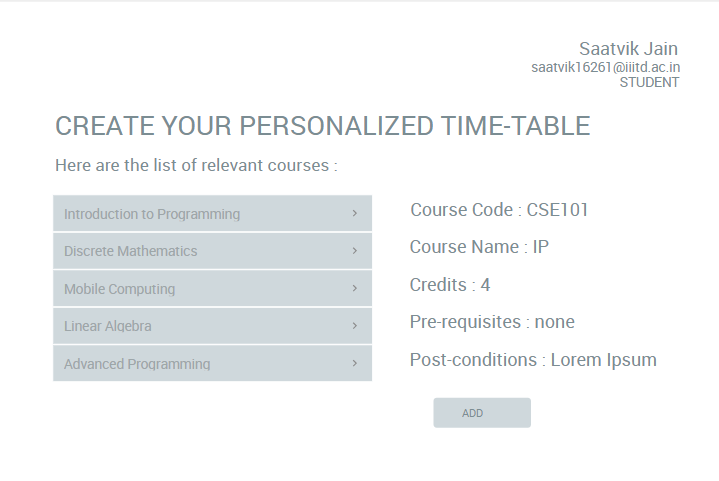 Saatvik Jain
saatvik16261@iiitd.ac.in
STUDENT
CREATE YOUR PERSONALIZED TIME-TABLE
Here are the list of relevant courses :
Introduction to Programming
Discrete Mathematics
Mobile Computing
Linear Algebra
Advanced Programming
Course Code : CSE101
Course Name : IP
Credits : 4
Pre-requisites : none
Post-conditions : Lorem Ipsum
ADD